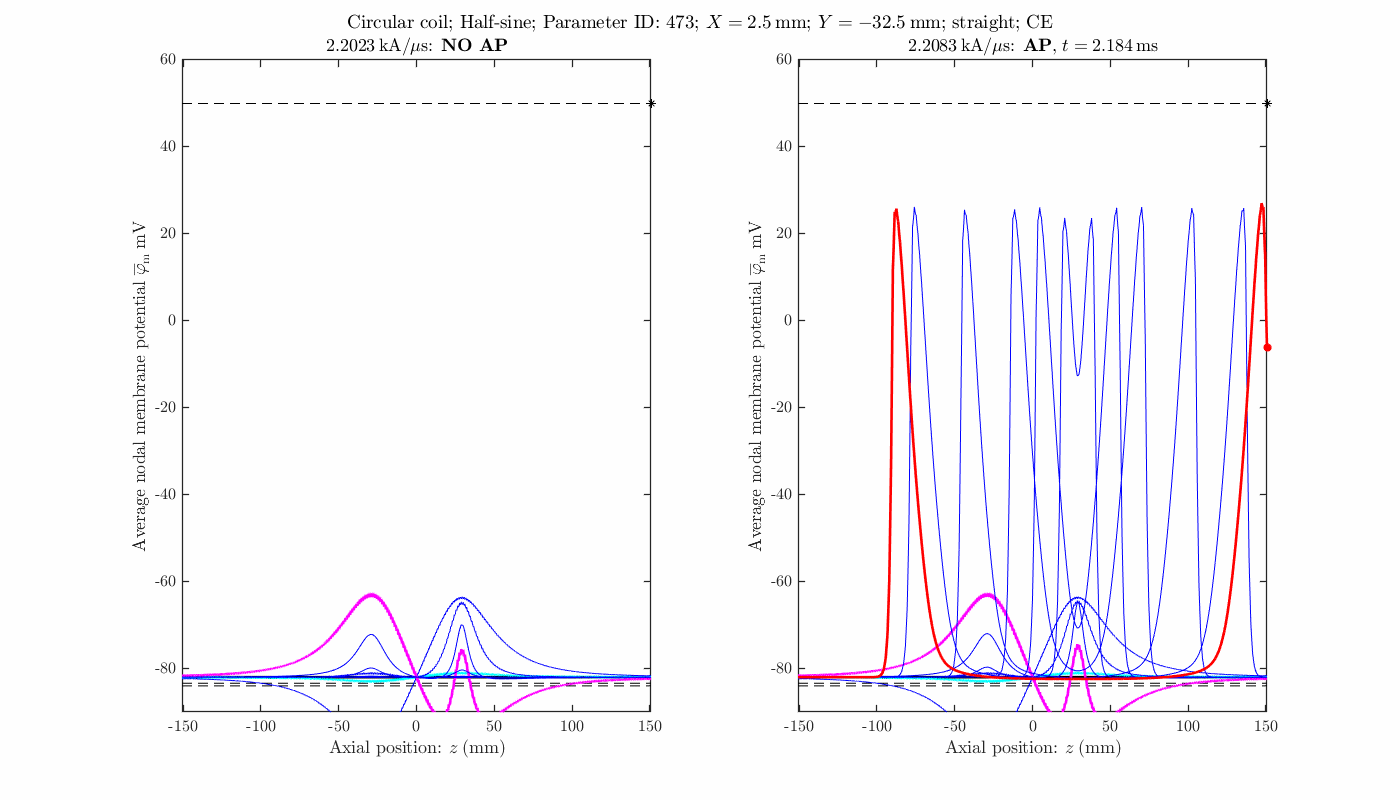 Circular coil; Half-sine; Parameter ID: 473; X = 2.5 mm; Y = −32.5 mm; straight; CE
2.2023 kA/μs: NO AP
60
40
20
0
-20
-40
-60
-80
-150 -100 -50 0 50 100 150
Average nodal membrane potential φ̅m mV
Axial position: z (mm)
2.2083 kA/μs: AP, t = 2.184 ms
60
40
20
0
-20
-40
-60
-80
-150 -100 -50 0 50 100 150
Average nodal membrane potential φ̅m mV
Axial position: z (mm)